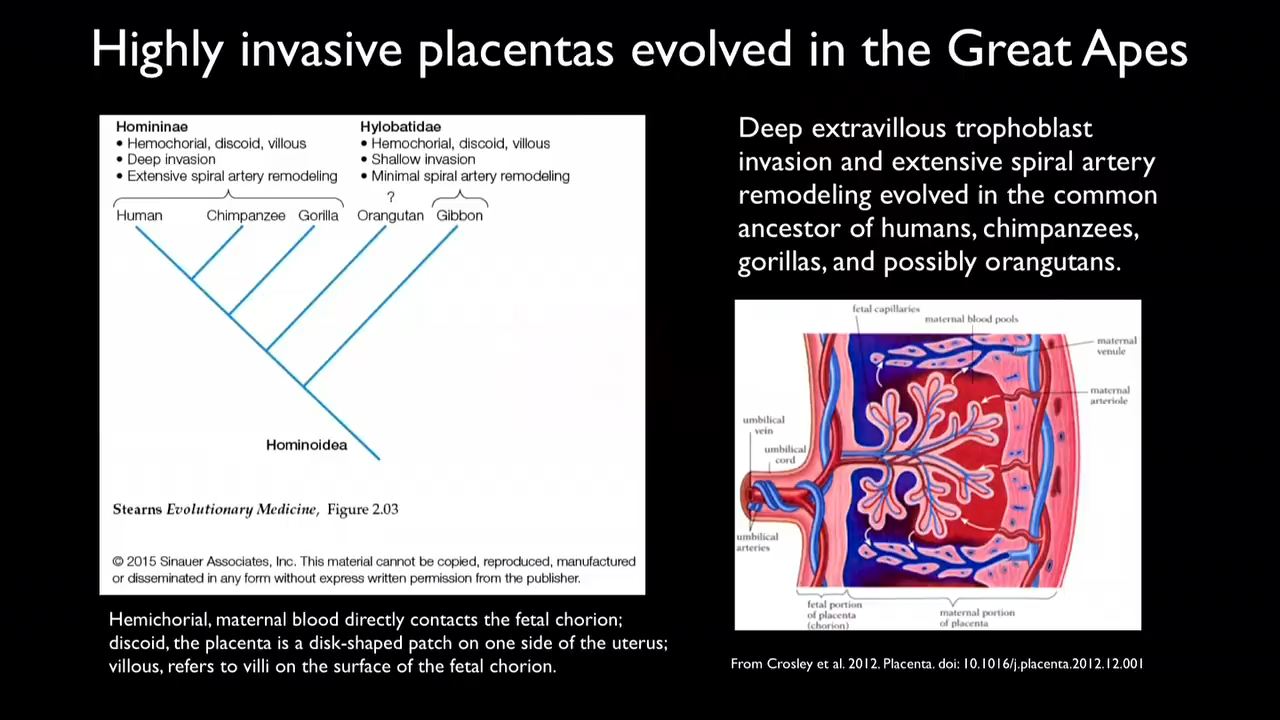 Highly invasive placentas evolved in the Great Apes
Homininae
• Hemochorial, discoid, villous
• Deep invasion
• Extensive spiral artery remodeling
Hylobatidae
• Hemochorial, discoid, villous
• Shallow invasion
• Minimal spiral artery remodeling
?
Human Chimpanzee Gorilla Orangutan Gibbon
Hominoidea
Stearns Evolutionary Medicine, Figure 2.03
© 2015 Sinauer Associates, Inc. This material cannot be copied, reproduced, manufactured
or disseminated in any form without express written permission from the publisher.
Hemichorial, maternal blood directly contacts the fetal chorion;
discoid, the placenta is a disk-shaped patch on one side of the uterus;
villous, refers to villi on the surface of the fetal chorion.
Deep extravillous trophoblast
invasion and extensive spiral artery
remodeling evolved in the common
ancestor of humans, chimpanzees,
gorillas, and possibly orangutans.
fetal capillaries
maternal blood pools
maternal
venule
maternal
arteriole
umbilical
vein
umbilical
cord
umbilical
arteries
fetal portion
of placenta
(chorion)
maternal portion
of placenta
From Crosley et al. 2012. Placenta. doi: 10.1016/j.placenta.2012.12.001